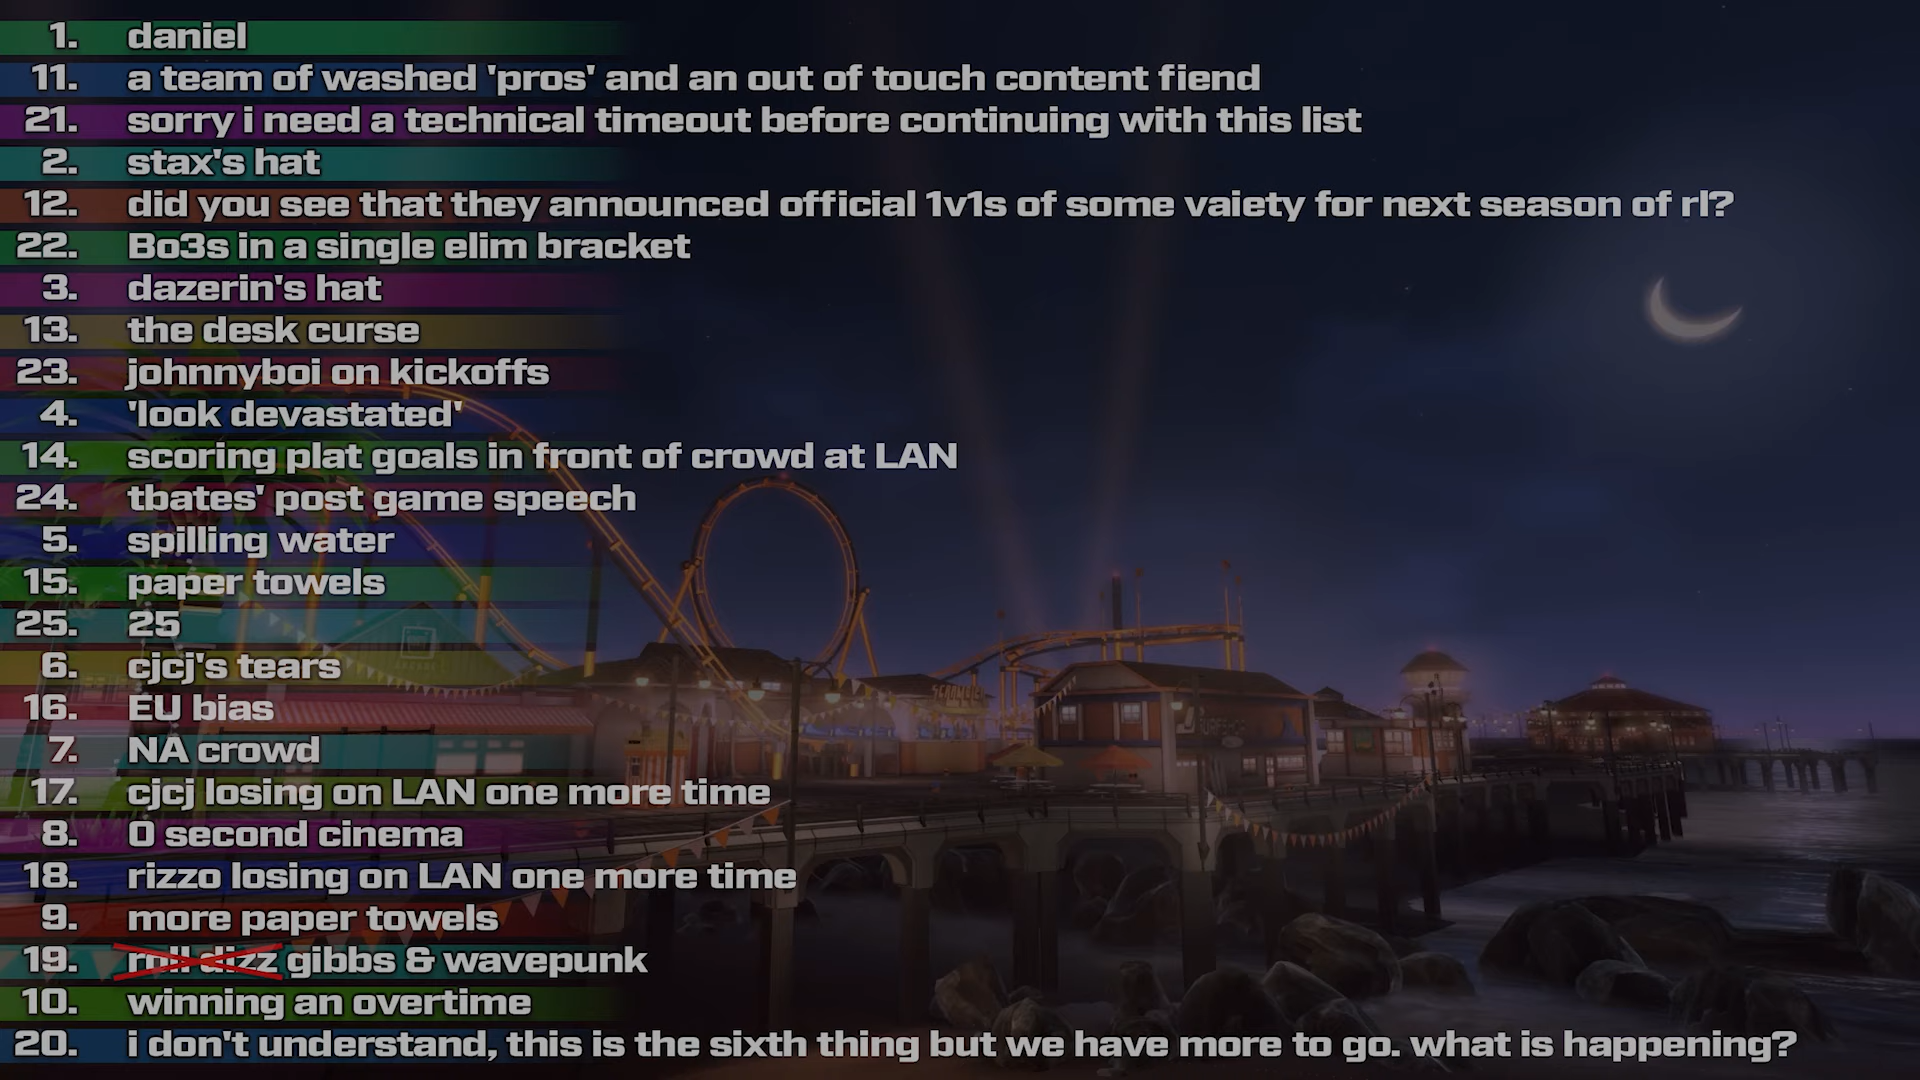 1. daniel
11. a team of washed 'pros' and an out of touch content fiend
21. sorry i need a technical timeout before continuing with this list
2. stax's hat
12. did you see that they announced official 1v1s of some vaiety for next season of rl?
22. Bo3s in a single elim bracket
3. dazerin's hat
13. the desk curse
23. johnnyboi on kickoffs
4. 'look devastated'
14. scoring plat goals in front of crowd at LAN
24. tbates' post game speech
5. spilling water
15. paper towels
25. 25
6. cjcj's tears
16. EU bias
7. NA crowd
17. cjcj losing on LAN one more time
8. 0 second cinema
18. rizzo losing on LAN one more time
9. more paper towels
19. roll dizz gibbs & wavepunk
10. winning an overtime
20. i don't understand, this is the sixth thing but we have more to go. what is happening?